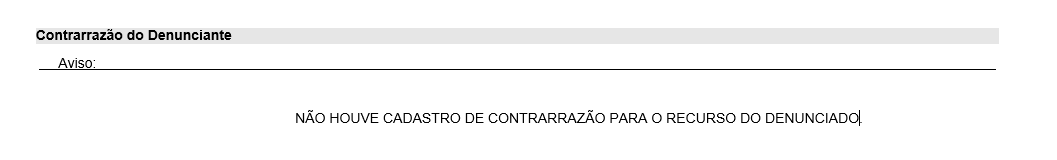 Contrarrazão do Denunciante
Aviso:
NÃO HOUVE CADASTRO DE CONTRARRAZÃO PARA O RECURSO DO DENUNCIADO.